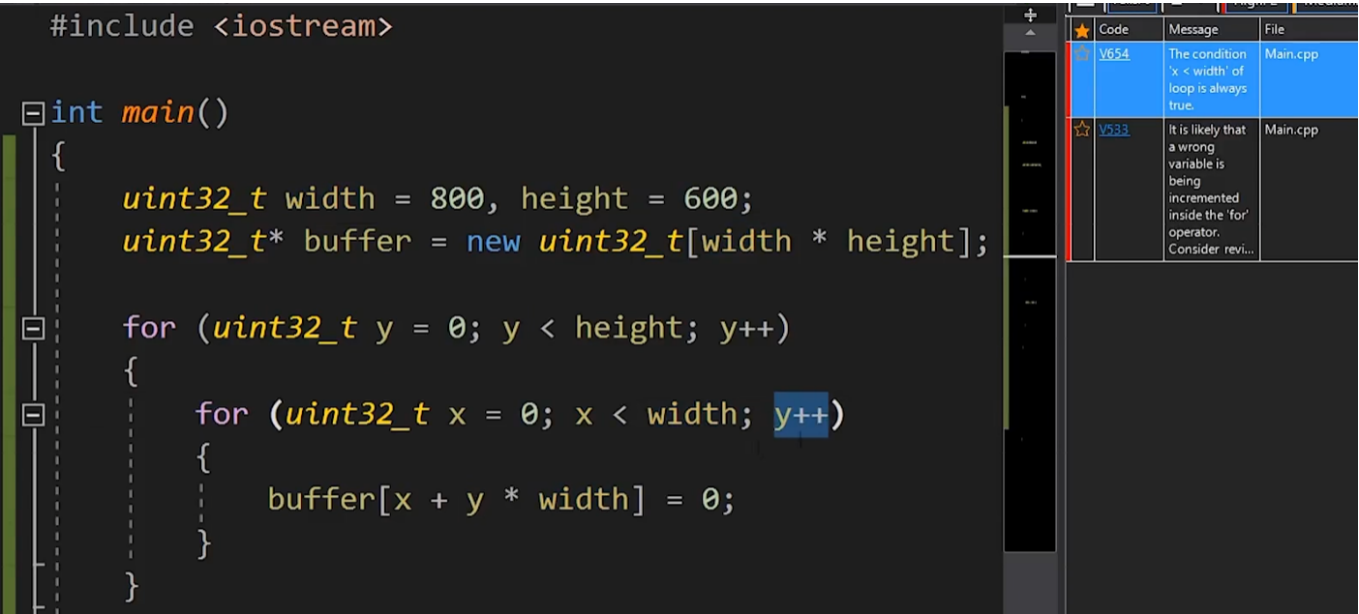 #include <iostream>
int main()
{
uint32_t width = 800, height = 600;
uint32_t* buffer = new uint32_t[width * height];
for (uint32_t y = 0; y < height; y++)
{
for (uint32_t x = 0; x < width; y++)
{
buffer[x + y * width] = 0;
}
}
Code Message File
V654 The condition Main.cpp
'x < width' of
loop is always
true.
V533 It is likely that Main.cpp
a wrong
variable is
being
incremented
inside the 'for'
operator.
Consider revi...